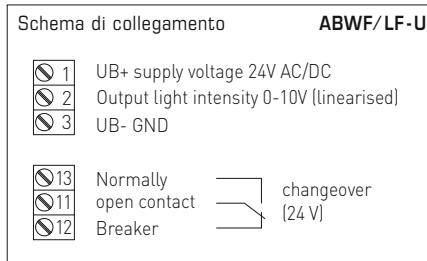 Schema di collegamento ABWF/LF-U
1 UB+ supply voltage 24V AC/DC
2 Output light intensity 0-10V (linearised)
3 UB- GND
13 Normally
11 open contact
12 Breaker
changeover
(24 V)